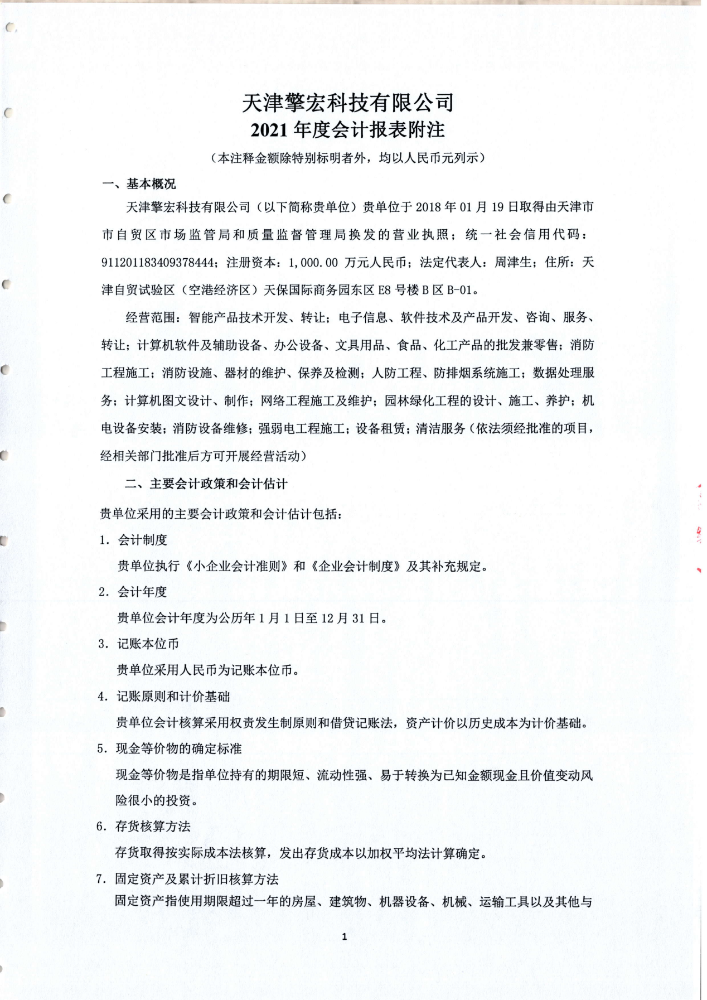 天津擎宏科技有限公司
2021 年度会计报表附注
（本注释金额除特别标明者外，均以人民币元列示）
一、基本概况
天津擎宏科技有限公司（以下简称贵单位）贵单位于 2018 年 01 月 19 日取得由天津市
市自贸区市场监管局和质量监督管理局换发的营业执照；统一社会信用代码：
911201183409378444；注册资本：1,000.00 万元人民币；法定代表人：周津生；住所：天
津自贸试验区（空港经济区）天保国际商务园东区 E8 号楼 B 区 B-01。
经营范围：智能产品技术开发、转让；电子信息、软件技术及产品开发、咨询、服务、
转让；计算机软件及辅助设备、办公设备、文具用品、食品、化工产品的批发兼零售；消防
工程施工；消防设施、器材的维护、保养及检测；人防工程、防排烟系统施工；数据处理服
务；计算机图文设计、制作；网络工程施工及维护；园林绿化工程的设计、施工、养护；机
电设备安装；消防设备维修；强弱电工程施工；设备租赁；清洁服务（依法须经批准的项目，
经相关部门批准后方可开展经营活动）
二、主要会计政策和会计估计
贵单位采用的主要会计政策和会计估计包括：
1. 会计制度
贵单位执行《小企业会计准则》和《企业会计制度》及其补充规定。
2. 会计年度
贵单位会计年度为公历年 1 月 1 日至 12 月 31 日。
3. 记账本位币
贵单位采用人民币为记账本位币。
4. 记账原则和计价基础
贵单位会计核算采用权责发生制原则和借贷记账法，资产计价以历史成本为计价基础。
5. 现金等价物的确定标准
现金等价物是指单位持有的期限短、流动性强、易于转换为已知金额现金且价值变动风
险很小的投资。
6. 存货核算方法
存货取得按实际成本法核算，发出存货成本以加权平均法计算确定。
7. 固定资产及累计折旧核算方法
固定资产指使用期限超过一年的房屋、建筑物、机器设备、机械、运输工具以及其他与
1